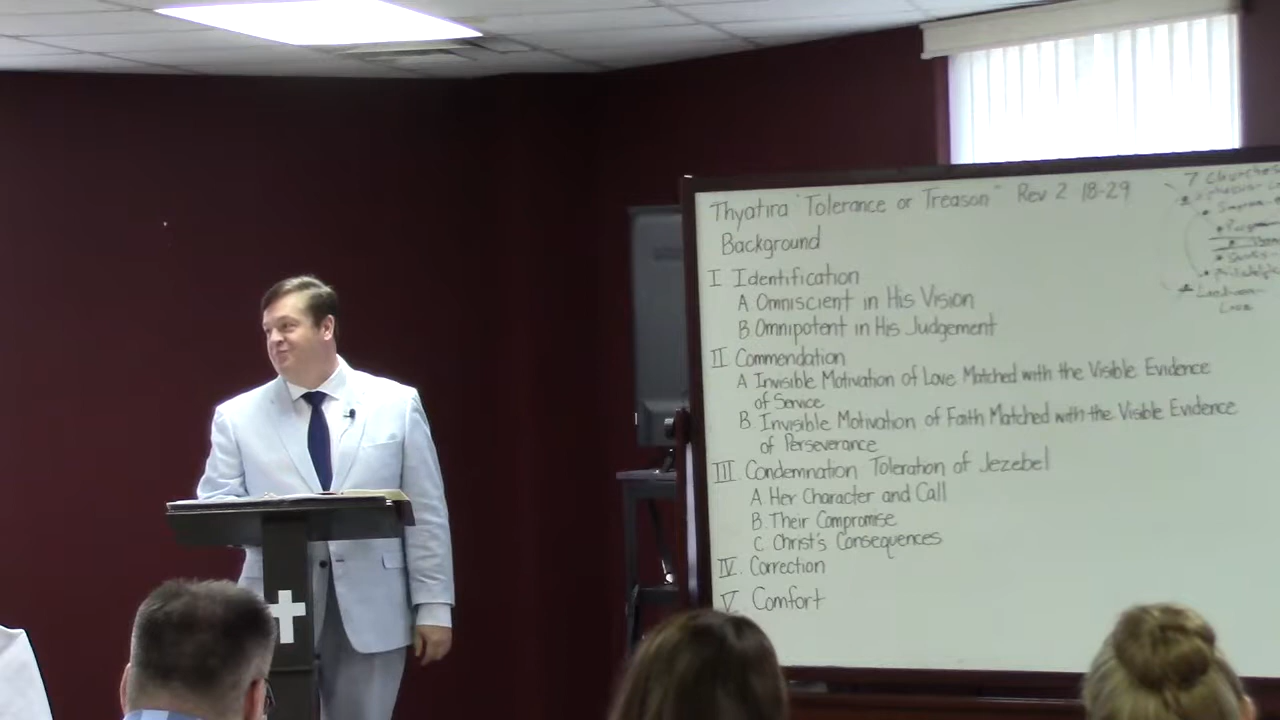 Thyatira "Tolerance or Treason" Rev 2 18-29
Background
I Identification
A Omniscient in His Vision
B. Omnipotent in His Judgement
II Commendation
A Invisible Motivation of Love Matched with the Visible Evidence
of Service
B. Invisible Motivation of Faith Matched with the Visible Evidence
of Perseverance
III Condemnation Toleration of Jezebel
A. Her Character and Call
B. Their Compromise
C. Christ's Consequences
IV. Correction
V. Comfort
7 Churches